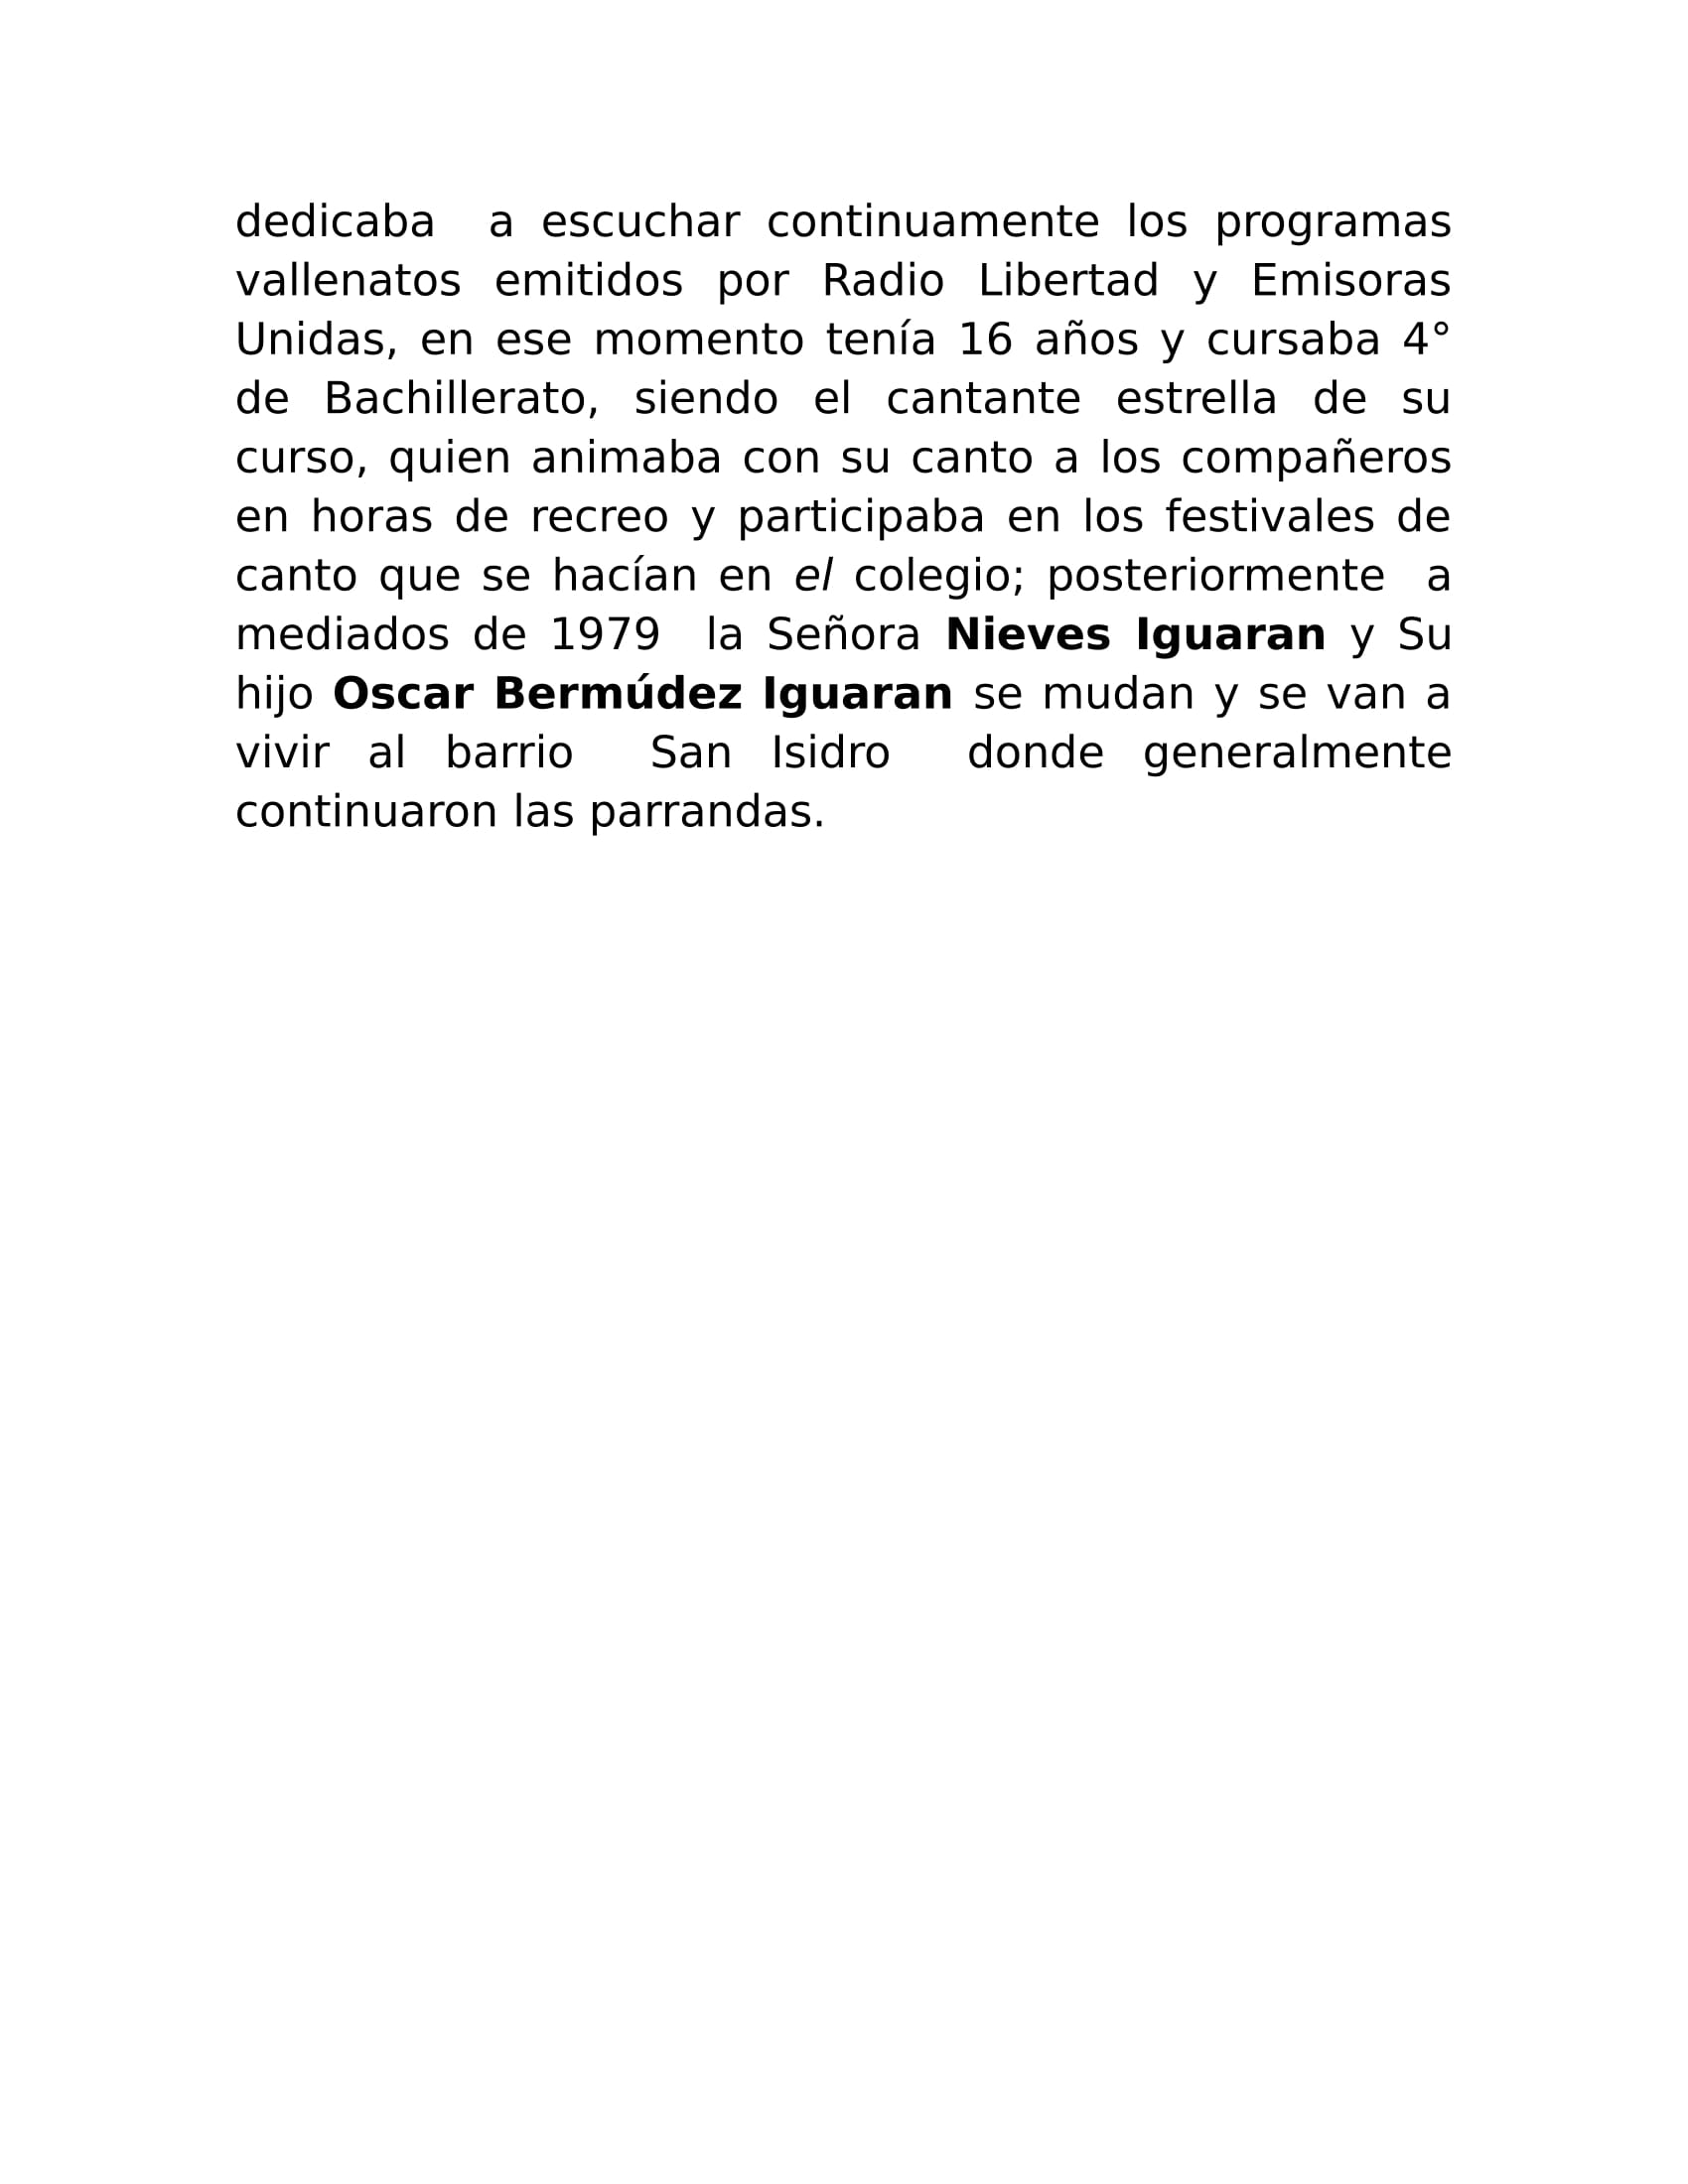 dedicaba  a escuchar continuamente los programas
vallenatos emitidos por Radio Libertad y Emisoras
Unidas, en ese momento tenía 16 años y cursaba 4°
de Bachillerato, siendo el cantante estrella de su
curso, quien animaba con su canto a los compañeros
en horas de recreo y participaba en los festivales de
canto que se hacían en el colegio; posteriormente  a
mediados de 1979  la Señora Nieves Iguaran y Su
hijo Oscar Bermúdez Iguaran se mudan y se van a
vivir al barrio  San Isidro  donde generalmente
continuaron las parrandas.